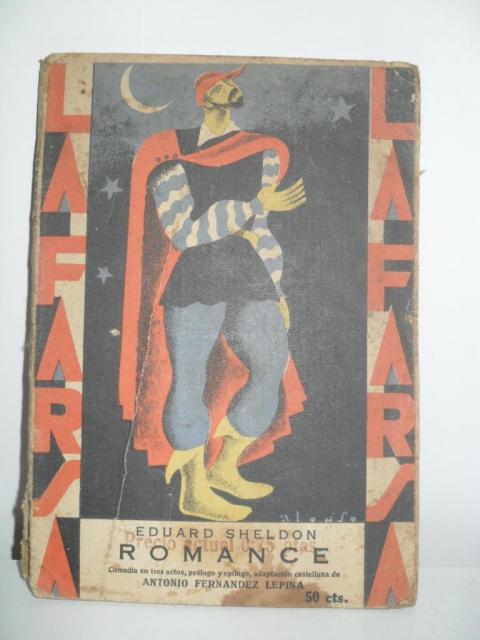 LA FARSA
LA FARSA
alonso
EDUARD SHELDON
Precio actual 0,75 ptas
ROMANCE
Comedia en tres actos, prólogo y epílogo, adaptación castellana de
ANTONIO FERNANDEZ LEPINA
50 cts.